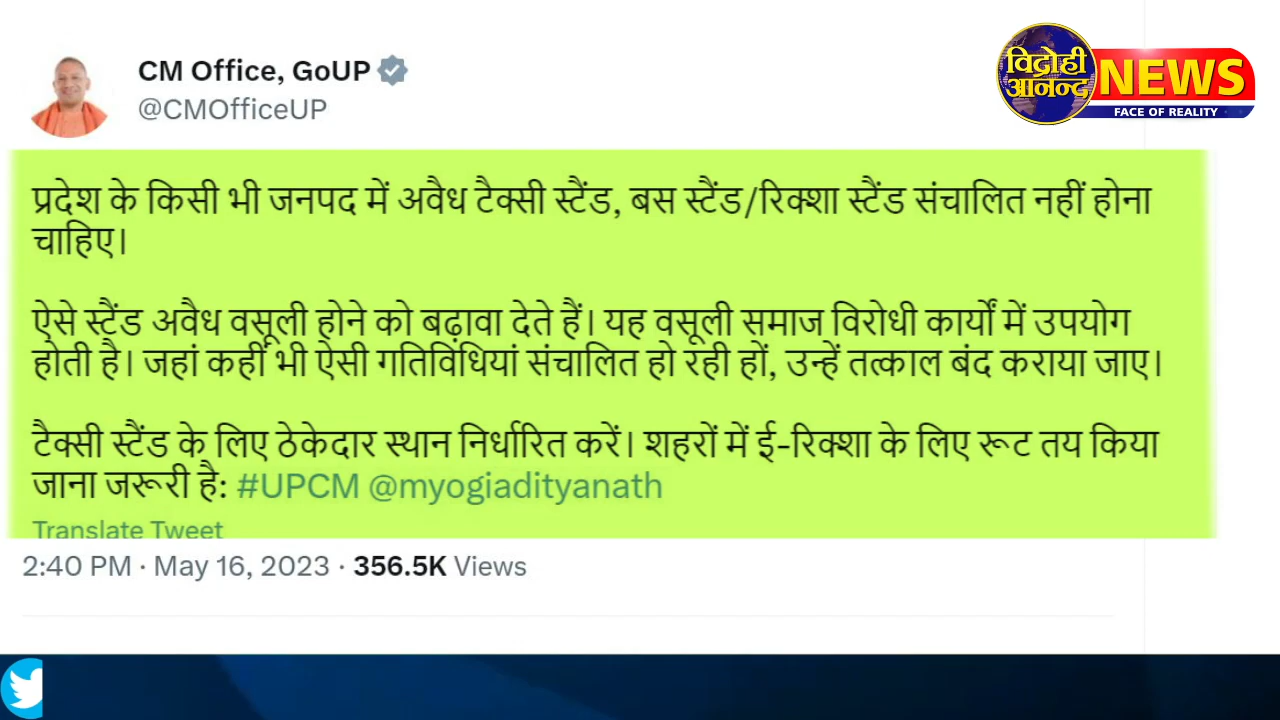 CM Office, GoUP
@CMOfficeUP
विद्रोही
आनन्द
NEWS
FACE OF REALITY
प्रदेश के किसी भी जनपद में अवैध टैक्सी स्टैंड, बस स्टैंड/रिक्शा स्टैंड संचालित नहीं होना
चाहिए।
ऐसे स्टैंड अवैध वसूली होने को बढ़ावा देते हैं। यह वसूली समाज विरोधी कार्यों में उपयोग
होती है। जहां कहीं भी ऐसी गतिविधियां संचालित हो रही हों, उन्हें तत्काल बंद कराया जाए।
टैक्सी स्टैंड के लिए ठेकेदार स्थान निर्धारित करें। शहरों में ई-रिक्शा के लिए रूट तय किया
जाना जरूरी है: #UPCM @myogiadityanath
Translate Tweet
2:40 PM · May 16, 2023 · 356.5K Views